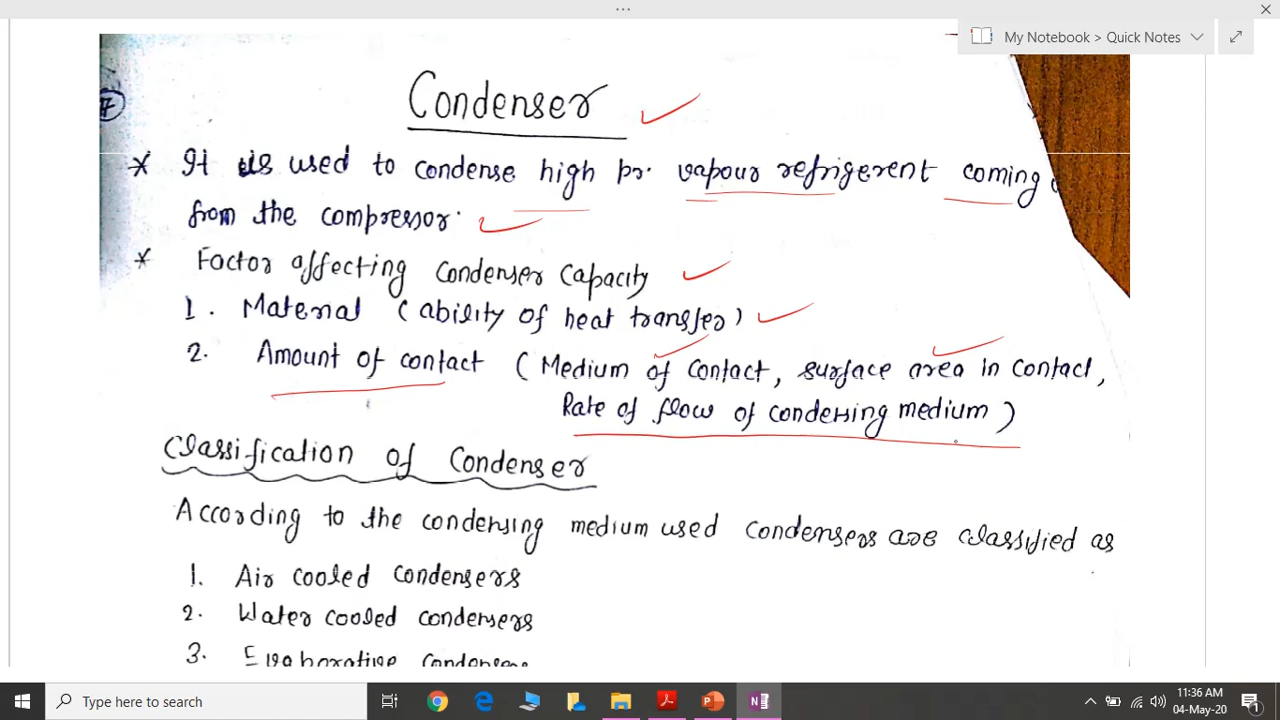 ...
My Notebook > Quick Notes
7
Condenser
* It is used to condense high pr. vapour refrigerent coming
from the compressor.
* Factor affecting Condenser Capacity
1. Material (ability of heat transfer)
2. Amount of contact (Medium of contact, surface area in contact,
Rate of flow of condensing medium)
Classification of Condenser
According to the condensing medium used condensers are classified as
1. Air cooled condensers
2. Water cooled condensers
3. Evaporative Condensers
Type here to search
11:36 AM
04-May-20
1